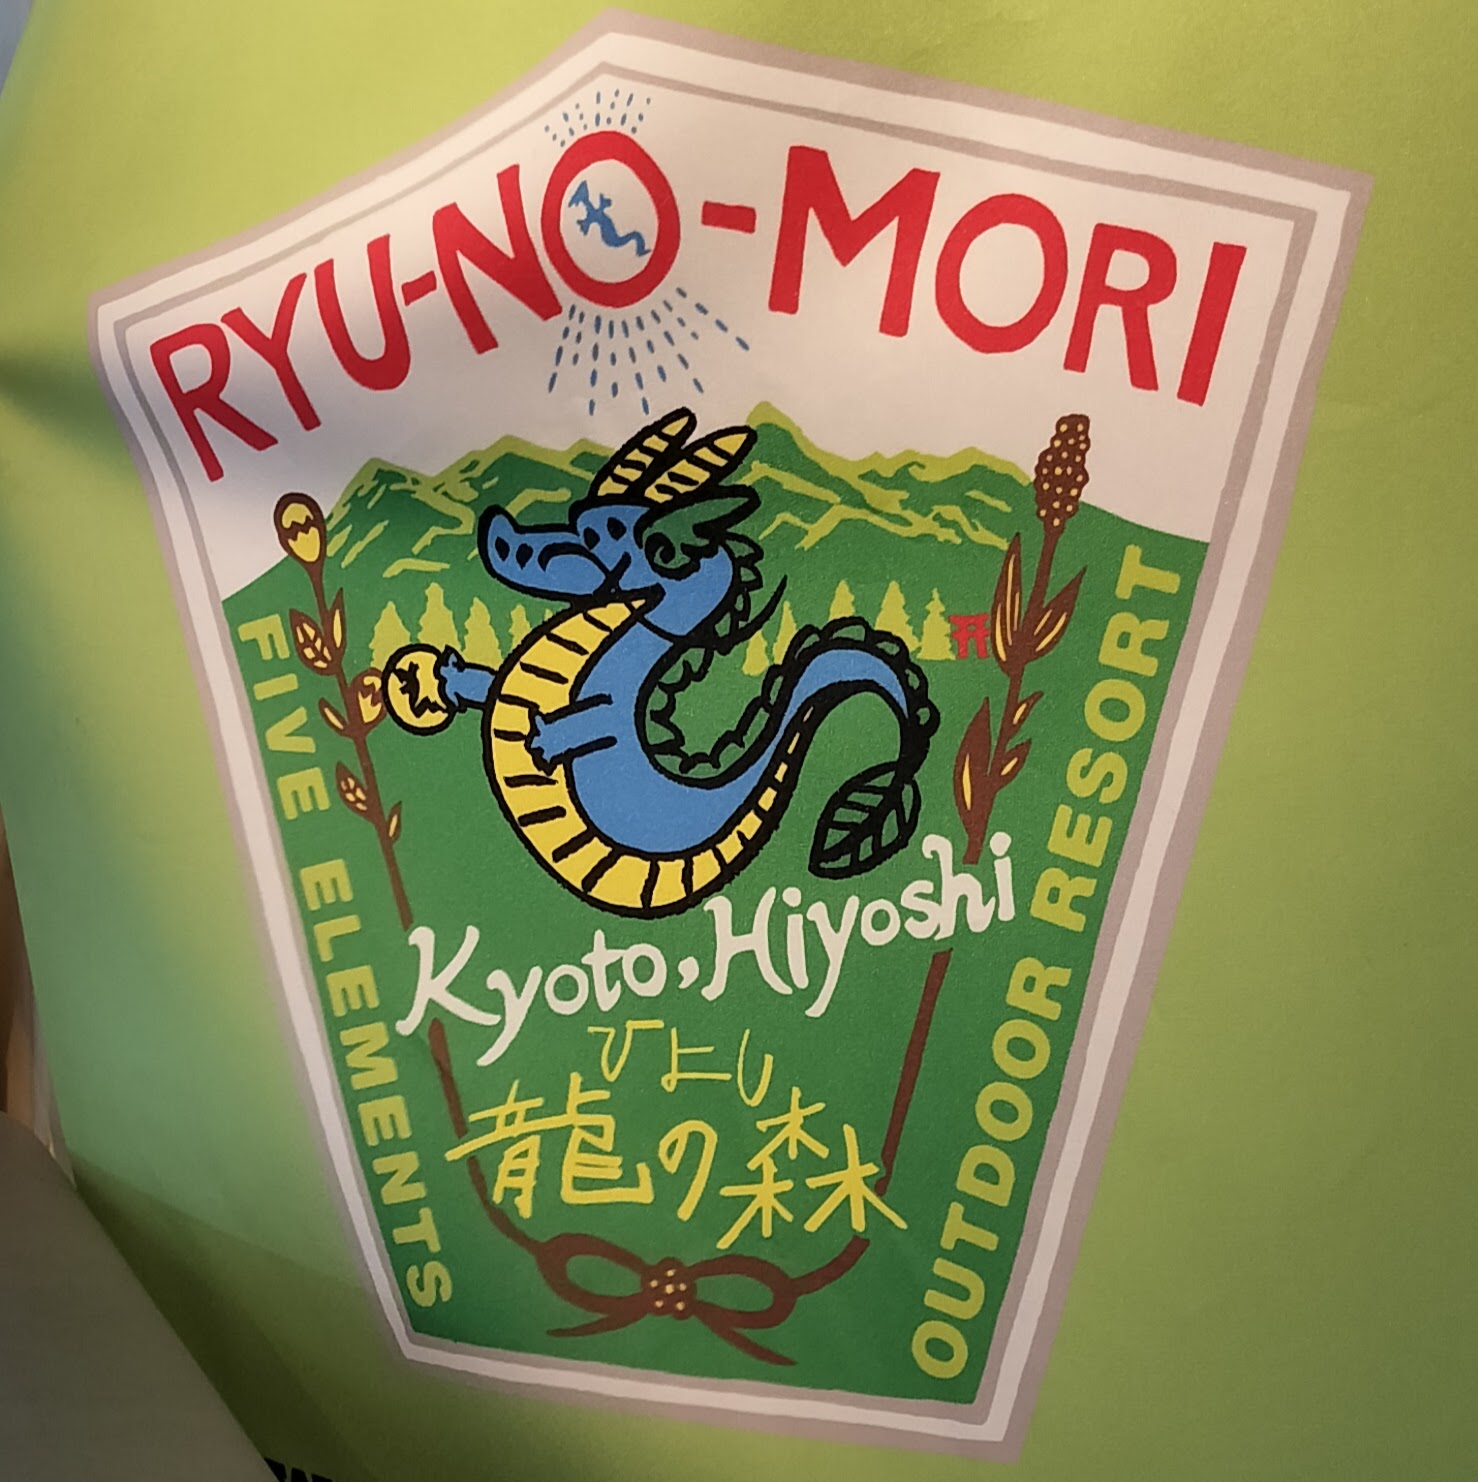 RYU-NO-MORI
FIVE ELEMENTS
OUTDOOR RESORT
Kyoto, Hiyoshi
ひよし
龍の森